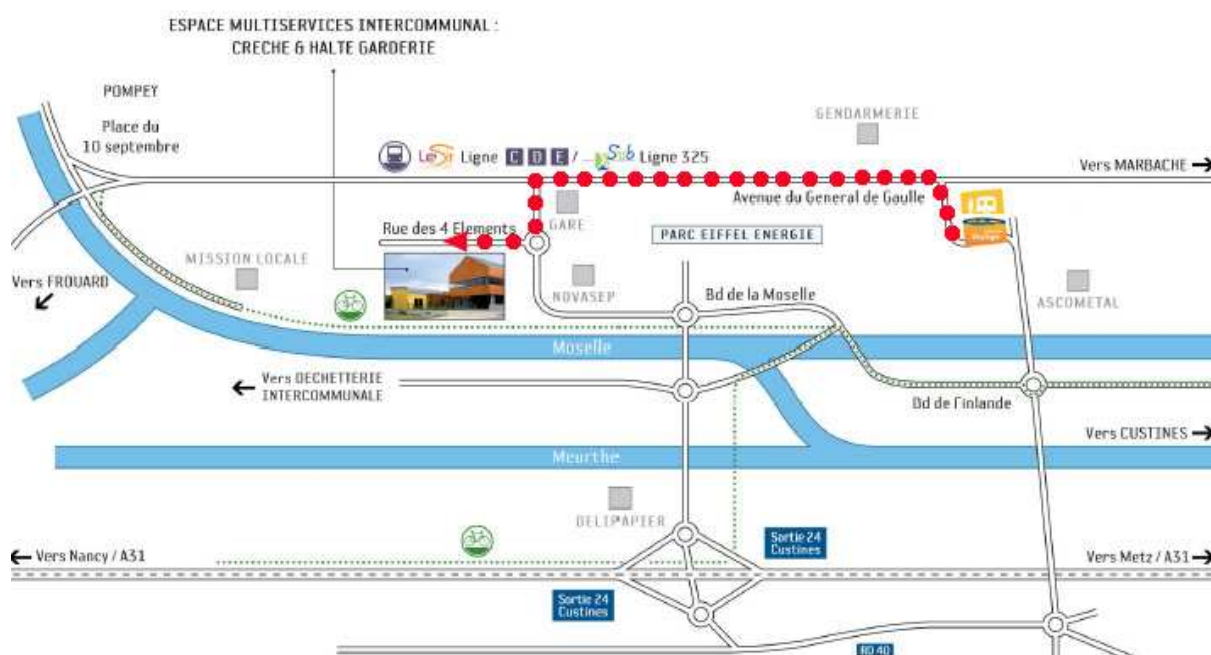 ESPACE MULTISERVICES INTERCOMMUNAL :
CRECHE & HALTE GARDERIE
POMPEY
Place du
10 septembre
GENDARMERIE
Ligne C D E / Sub Ligne 325
Vers MARBACHE
Avenue du General de Gaulle
GARE
Rue des 4 Elements
PARC EIFFEL ENERGIE
MISSION LOCALE
Vers FROUARD
NOVASEP
Bd de la Moselle
ASCOMETAL
Moselle
Vers DECHETTERIE
INTERCOMMUNALE
Bd de Finlande
Vers CUSTINES
Meurthe
DELIPAPIER
Sortie 24
Custines
Vers Nancy / A31
Vers Metz / A31
Sortie 24
Custines
RD 40